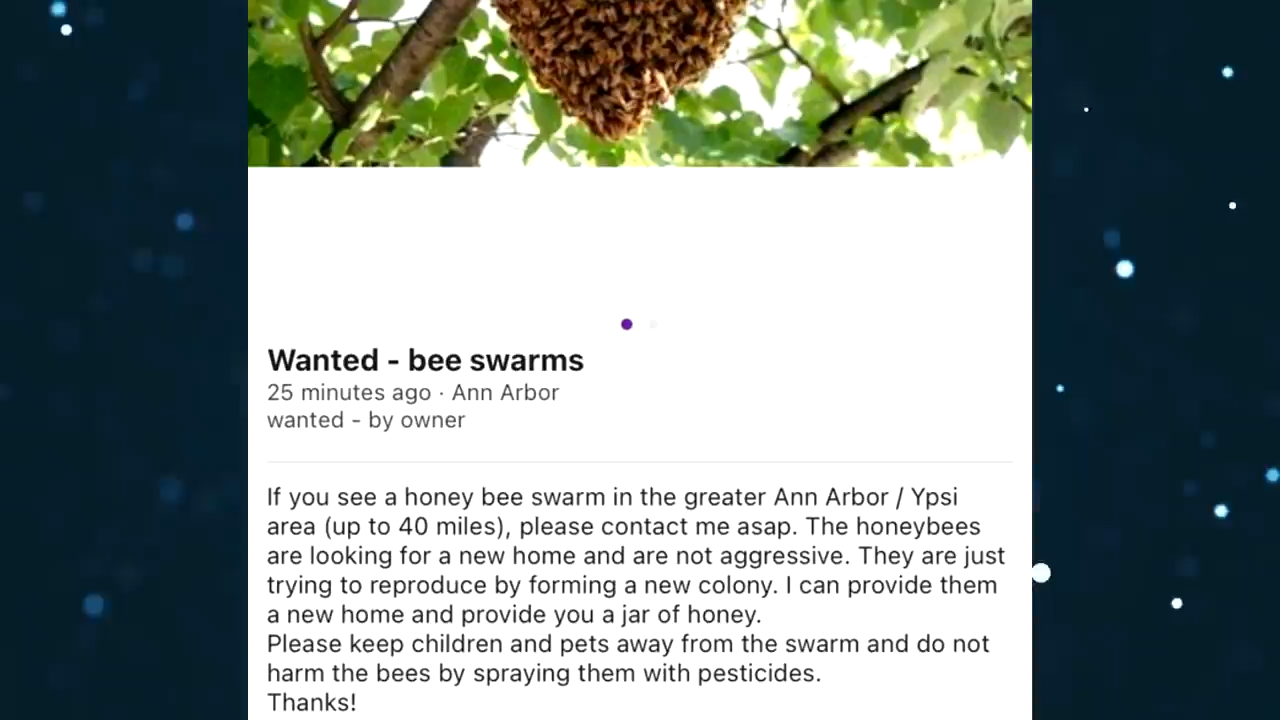 Wanted - bee swarms
25 minutes ago · Ann Arbor
wanted - by owner
If you see a honey bee swarm in the greater Ann Arbor / Ypsi
area (up to 40 miles), please contact me asap. The honeybees
are looking for a new home and are not aggressive. They are just
trying to reproduce by forming a new colony. I can provide them
a new home and provide you a jar of honey.
Please keep children and pets away from the swarm and do not
harm the bees by spraying them with pesticides.
Thanks!